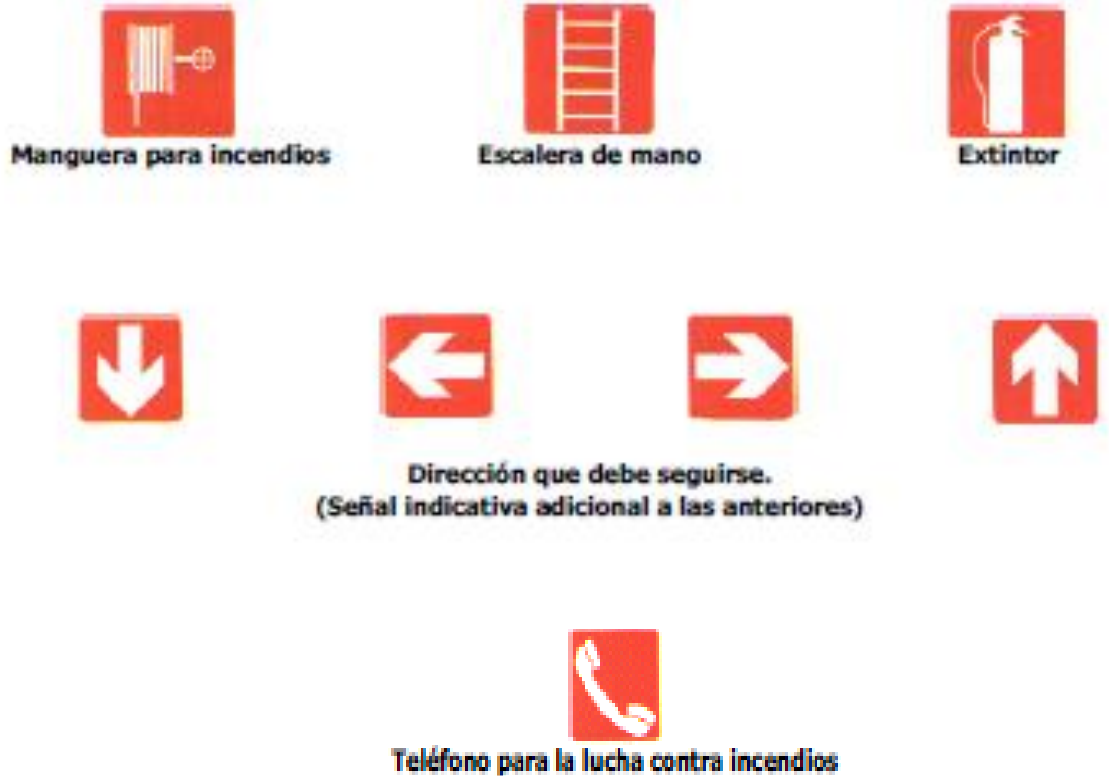 Manguera para incendios
Escalera de mano
Extintor
Dirección que debe seguirse.
(Señal indicativa adicional a las anteriores)
Teléfono para la lucha contra incendios